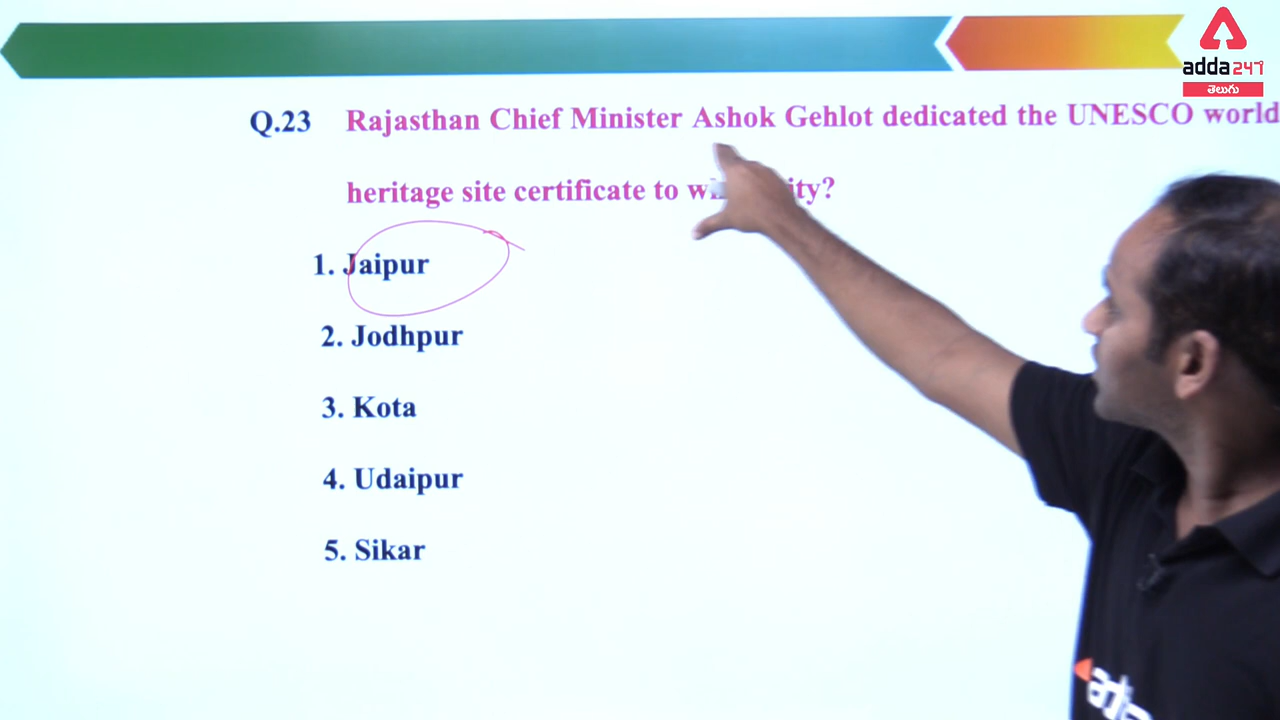 adda247
తెలుగు
Q.23 Rajasthan Chief Minister Ashok Gehlot dedicated the UNESCO world
heritage site certificate to city?
1. Jaipur
2. Jodhpur
3. Kota
4. Udaipur
5. Sikar